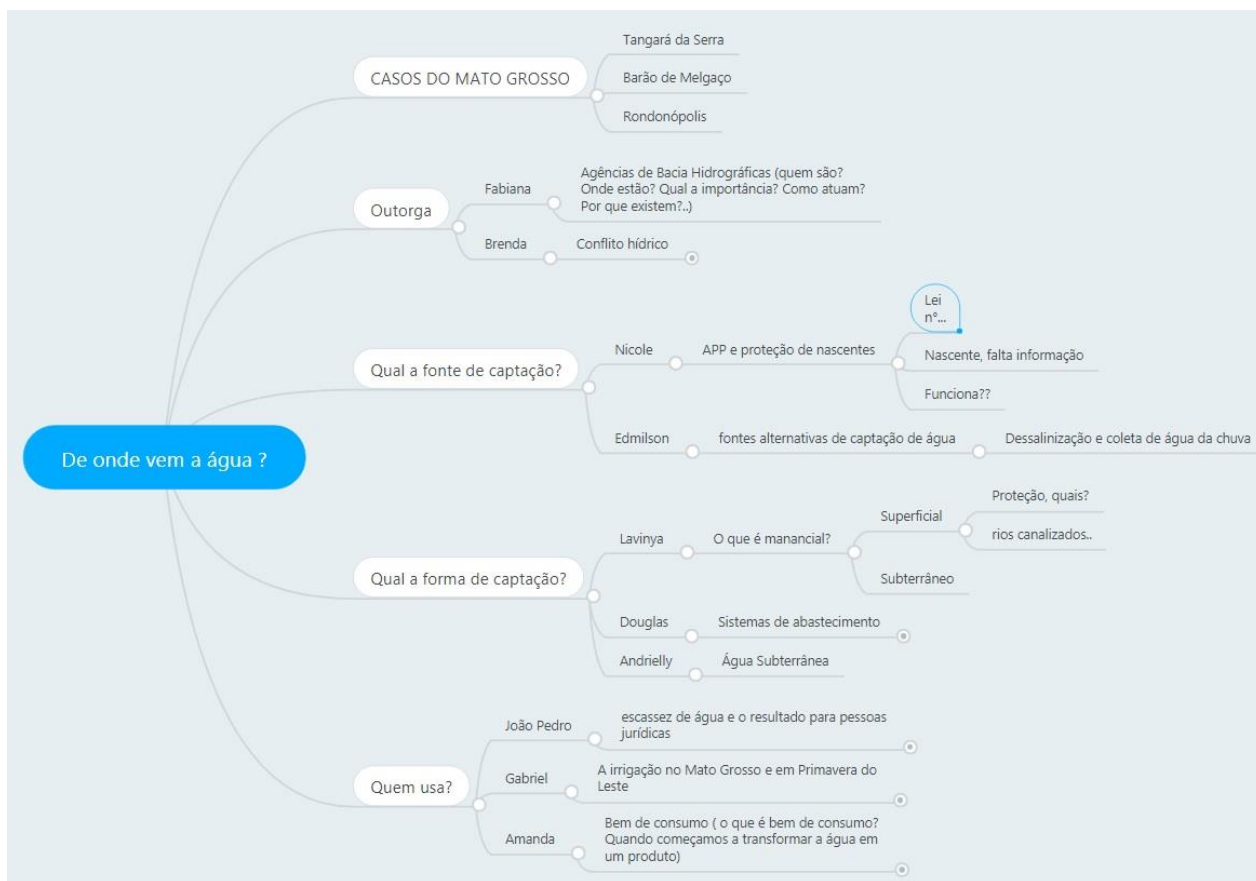 De onde vem a água ?
CASOS DO MATO GROSSO
Tangará da Serra
Barão de Melgaço
Rondonópolis
Outorga
Fabiana
Agências de Bacia Hidrográficas (quem são?
Onde estão? Qual a importância? Como atuam?
Por que existem?..)
Brenda
Conflito hídrico
Qual a fonte de captação?
Nicole
APP e proteção de nascentes
Lei
nº...
Nascente, falta informação
Funciona??
Edmilson
fontes alternativas de captação de água
Dessalinização e coleta de água da chuva
Qual a forma de captação?
Lavinya
O que é manancial?
Superficial
Proteção, quais?
rios canalizados..
Subterrâneo
Douglas
Sistemas de abastecimento
Andrielly
Água Subterrânea
Quem usa?
João Pedro
escassez de água e o resultado para pessoas
jurídicas
Gabriel
A irrigação no Mato Grosso e em Primavera do
Leste
Amanda
Bem de consumo ( o que é bem de consumo?
Quando começamos a transformar a água em
um produto)